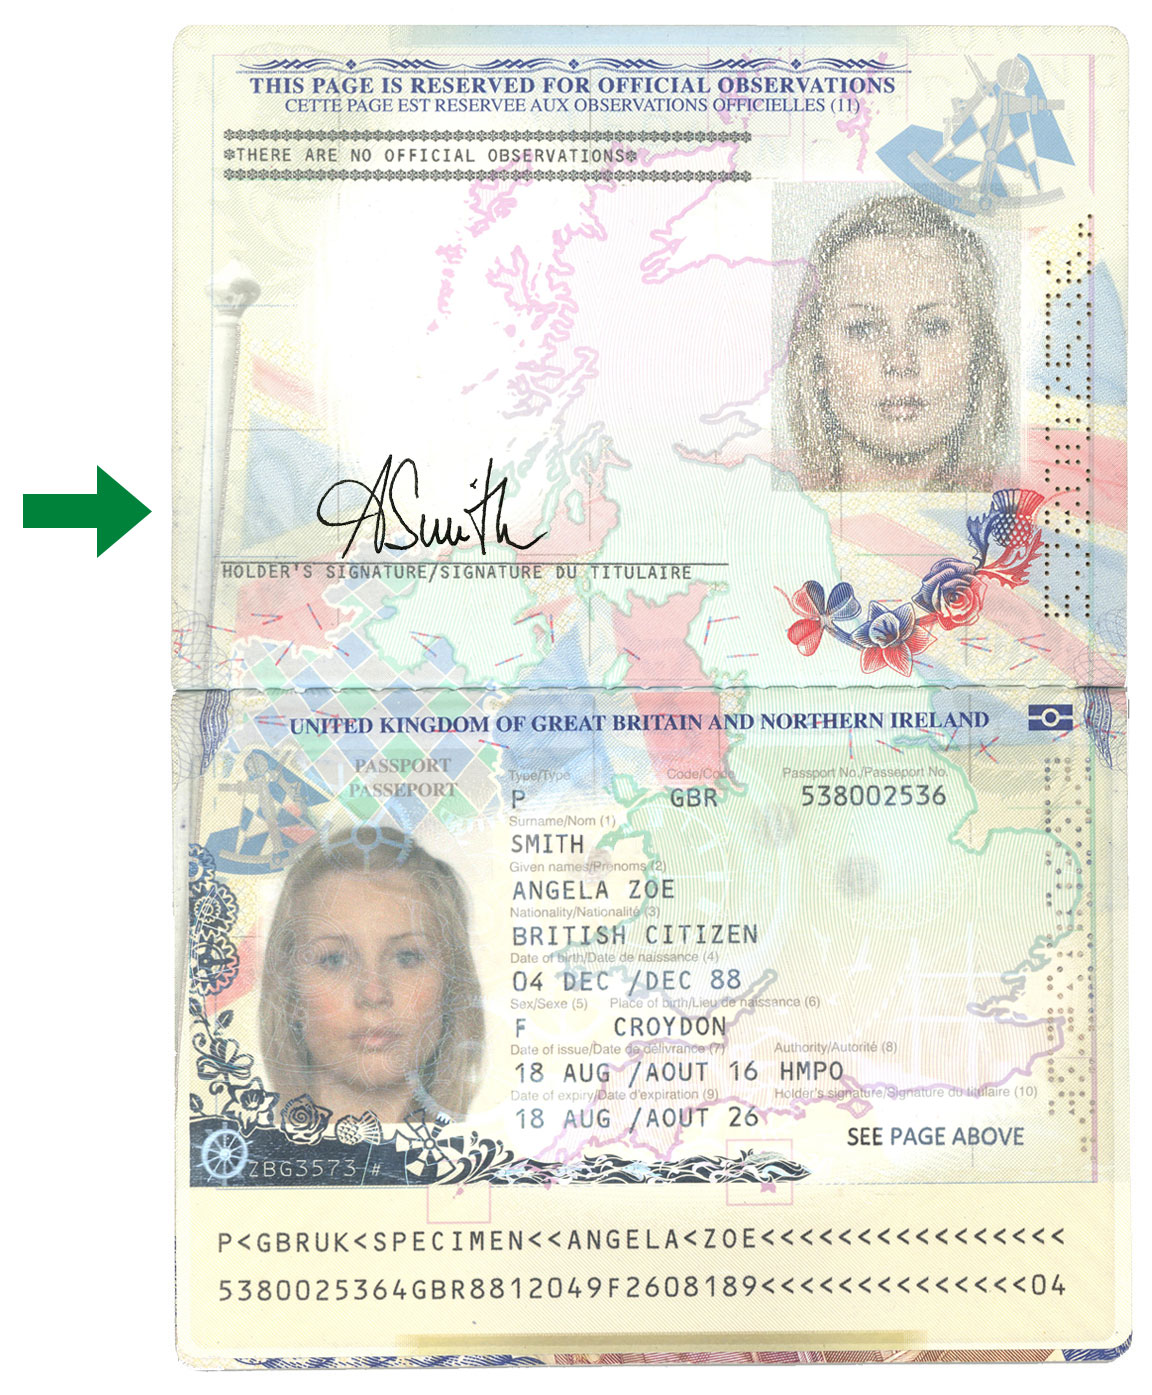 THIS PAGE IS RESERVED FOR OFFICIAL OBSERVATIONS
CETTE PAGE EST RESERVEE AUX OBSERVATIONS OFFICIELLES (11)
*THERE ARE NO OFFICIAL OBSERVATIONS*
ASmith
HOLDER'S SIGNATURE/SIGNATURE DU TITULAIRE
UNITED KINGDOM OF GREAT BRITAIN AND NORTHERN IRELAND
PASSPORT
PASSEPORT
Type/Type Code/Code Passport No./Passeport No.
P GBR 538002536
Surname/Nom (1)
SMITH
Given names/Prénoms (2)
ANGELA ZOE
Nationality/Nationalité (3)
BRITISH CITIZEN
Date of birth/Date de naissance (4)
04 DEC /DEC 88
Sex/Sexe (5) Place of birth/Lieu de naissance (6)
F CROYDON
Date of issue/Date de délivrance (7) Authority/Autorité (8)
18 AUG /AOUT 16 HMPO
Date of expiry/Date d'expiration (9) Holder's signature/Signature du titulaire (10)
18 AUG /AOUT 26
SEE PAGE ABOVE
ZBG3573 #
P<GBRUK<SPECIMEN<<ANGELA<ZOE<<<<<<<<<<<<<<<<
5380025364GBR8812049F2608189<<<<<<<<<<<<<<04